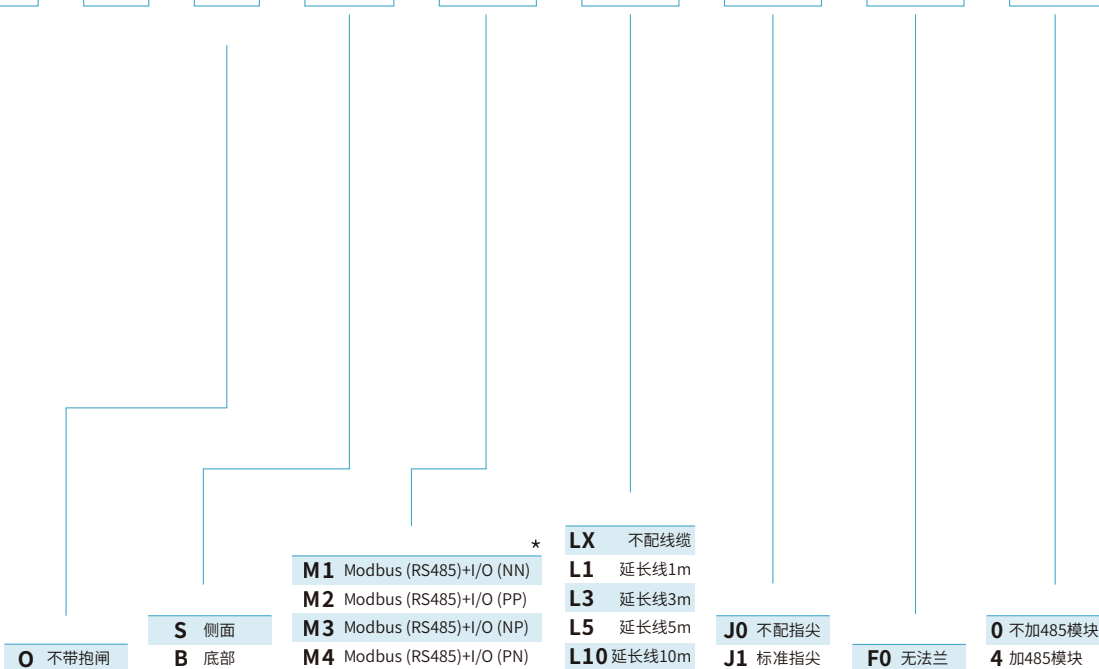 O 不带抱闸
S 侧面
B 底部
*
M1 Modbus (RS485)+I/O (NN)
M2 Modbus (RS485)+I/O (PP)
M3 Modbus (RS485)+I/O (NP)
M4 Modbus (RS485)+I/O (PN)
LX 不配线缆
L1 延长线1m
L3 延长线3m
L5 延长线5m
L10 延长线10m
J0 不配指尖
J1 标准指尖
F0 无法兰
0 不加485模块
4 加485模块